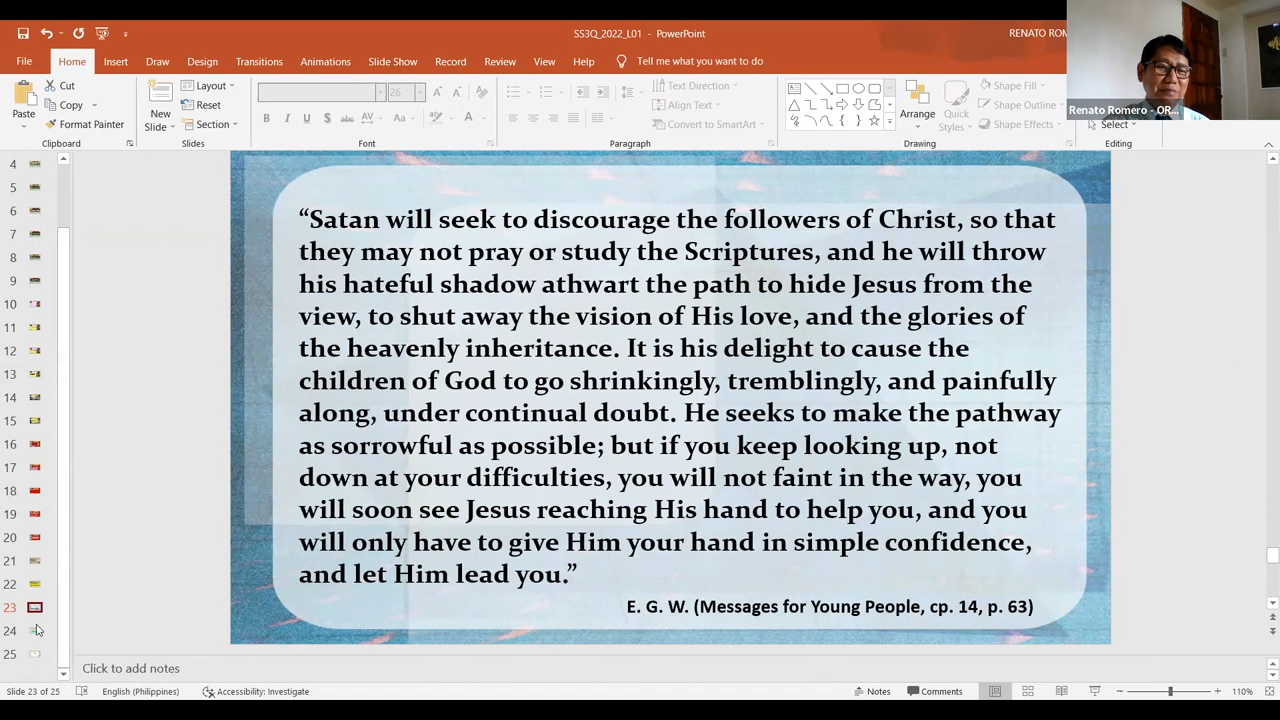 SS3Q_2022_L01 - PowerPoint
RENATO ROM
File Home Insert Draw Design Transitions Animations Slide Show Record Review View Help Tell me what you want to do
Paste
Cut
Copy
Format Painter
Clipboard
New Slide
Layout
Reset
Section
Slides
26
B I U S abc AV Aa A
Font
Text Direction
Align Text
Convert to SmartArt
Paragraph
Arrange
Quick Styles
Shape Fill
Shape Outline
Shape Effects
Drawing
Select
Editing
Renato Romero - OR...
4
5
6
7
8
9
10
11
12
13
14
15
16
17
18
19
20
21
22
23
24
25
“Satan will seek to discourage the followers of Christ, so that
they may not pray or study the Scriptures, and he will throw
his hateful shadow athwart the path to hide Jesus from the
view, to shut away the vision of His love, and the glories of
the heavenly inheritance. It is his delight to cause the
children of God to go shrinkingly, tremblingly, and painfully
along, under continual doubt. He seeks to make the pathway
as sorrowful as possible; but if you keep looking up, not
down at your difficulties, you will not faint in the way, you
will soon see Jesus reaching His hand to help you, and you
will only have to give Him your hand in simple confidence,
and let Him lead you.”
E. G. W. (Messages for Young People, cp. 14, p. 63)
Click to add notes
Slide 23 of 25 English (Philippines) Accessibility: Investigate Notes Comments 110%